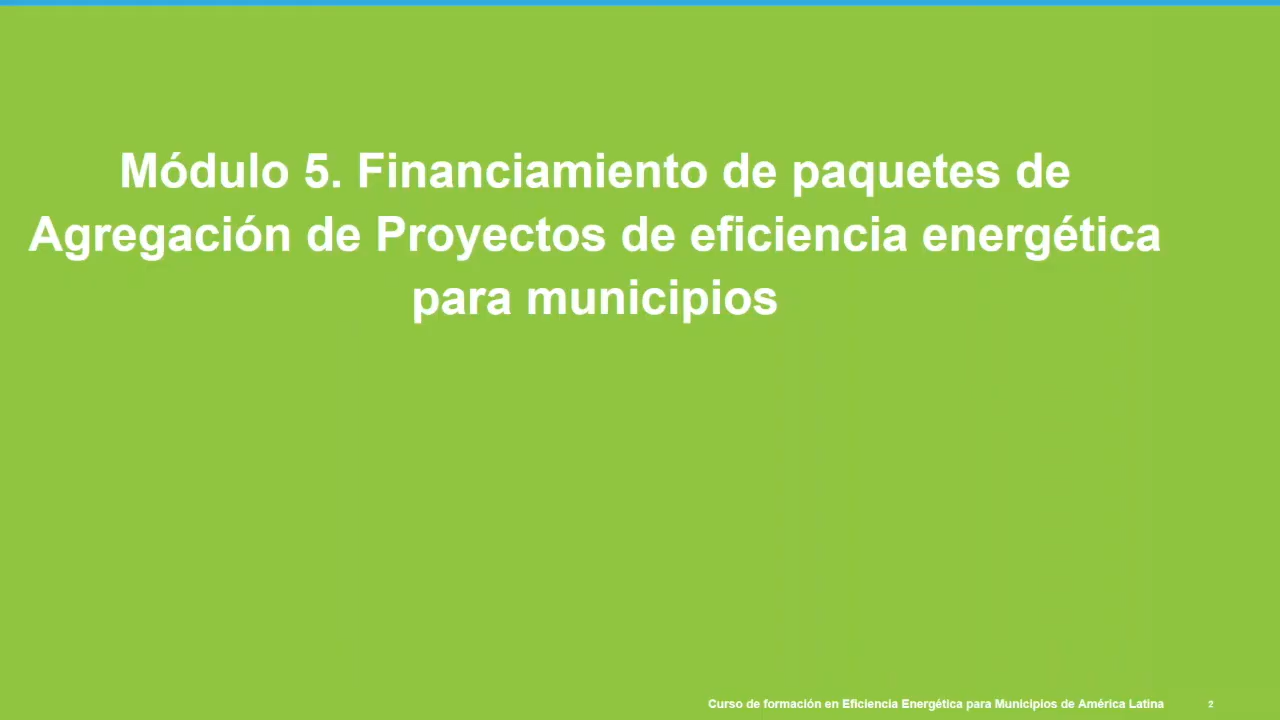 Módulo 5. Financiamiento de paquetes de
Agregación de Proyectos de eficiencia energética
para municipios
Curso de formación en Eficiencia Energética para Municipios de América Latina 2